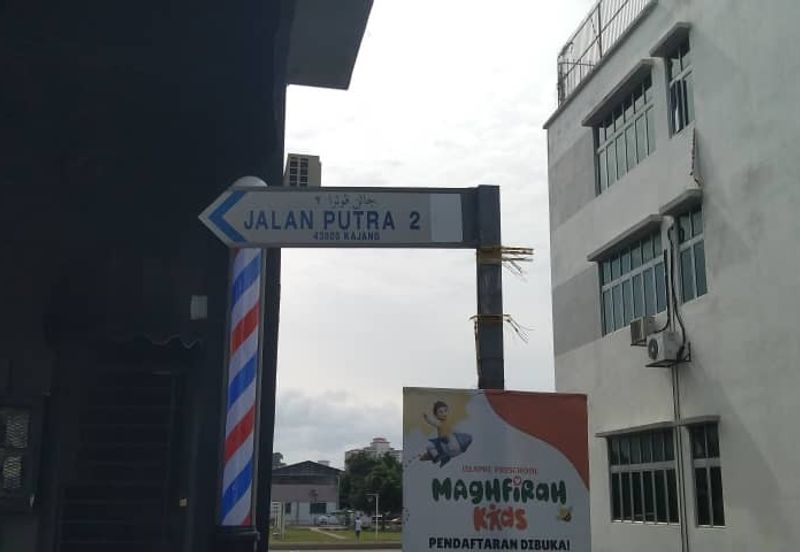 جالن ڤوترا ٢
JALAN PUTRA 2
43000 KAJANG
ISLAMIC PRESCHOOL
MaGHFiRaH
Kids
PENDAFTARAN DIBUKA!